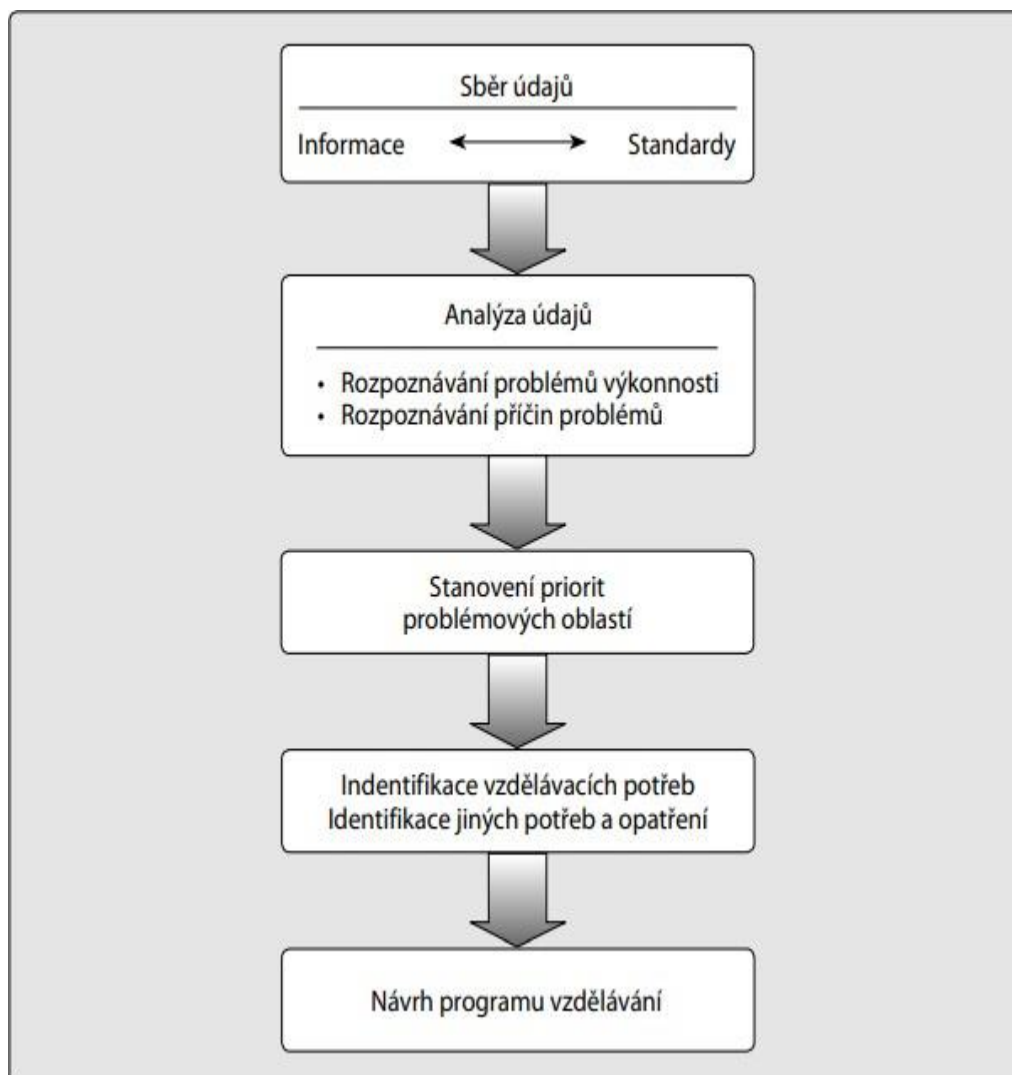 Sběr údajů
Informace Standardy
Analýza údajů
• Rozpoznávání problémů výkonnosti
• Rozpoznávání příčin problémů
Stanovení priorit
problémových oblastí
Indentifikace vzdělávacích potřeb
Identifikace jiných potřeb a opatření
Návrh programu vzdělávání